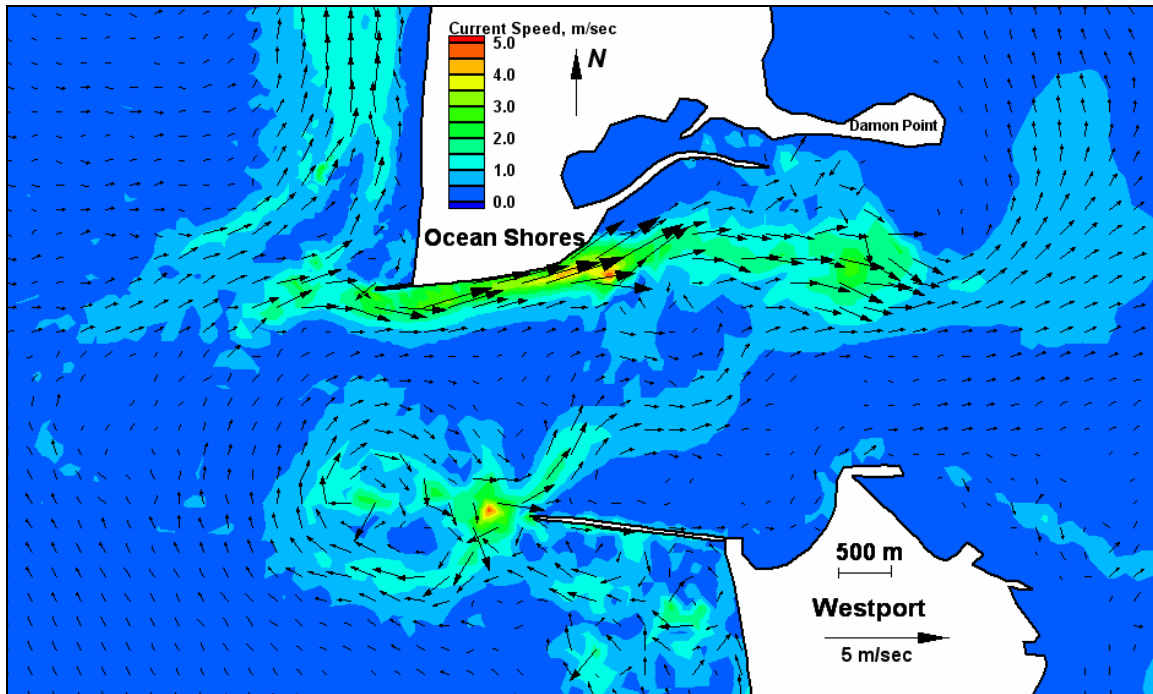 Current Speed, m/sec
5.0
4.0
3.0
2.0
1.0
0.0
N
Damon Point
Ocean Shores
500 m
Westport
5 m/sec